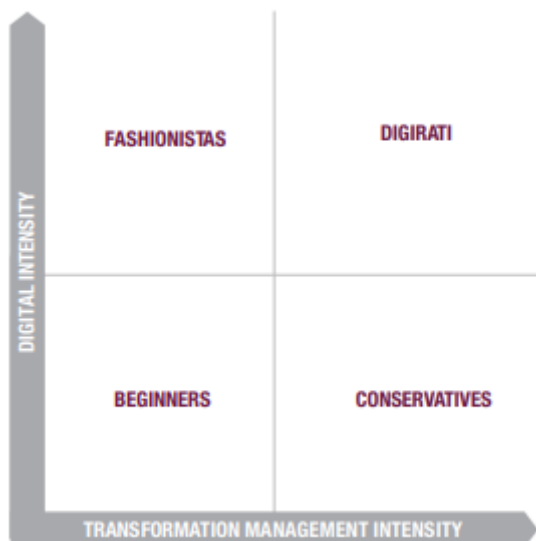 FASHIONISTAS
DIGIRATI
DIGITAL INTENSITY
BEGINNERS
CONSERVATIVES
TRANSFORMATION MANAGEMENT INTENSITY